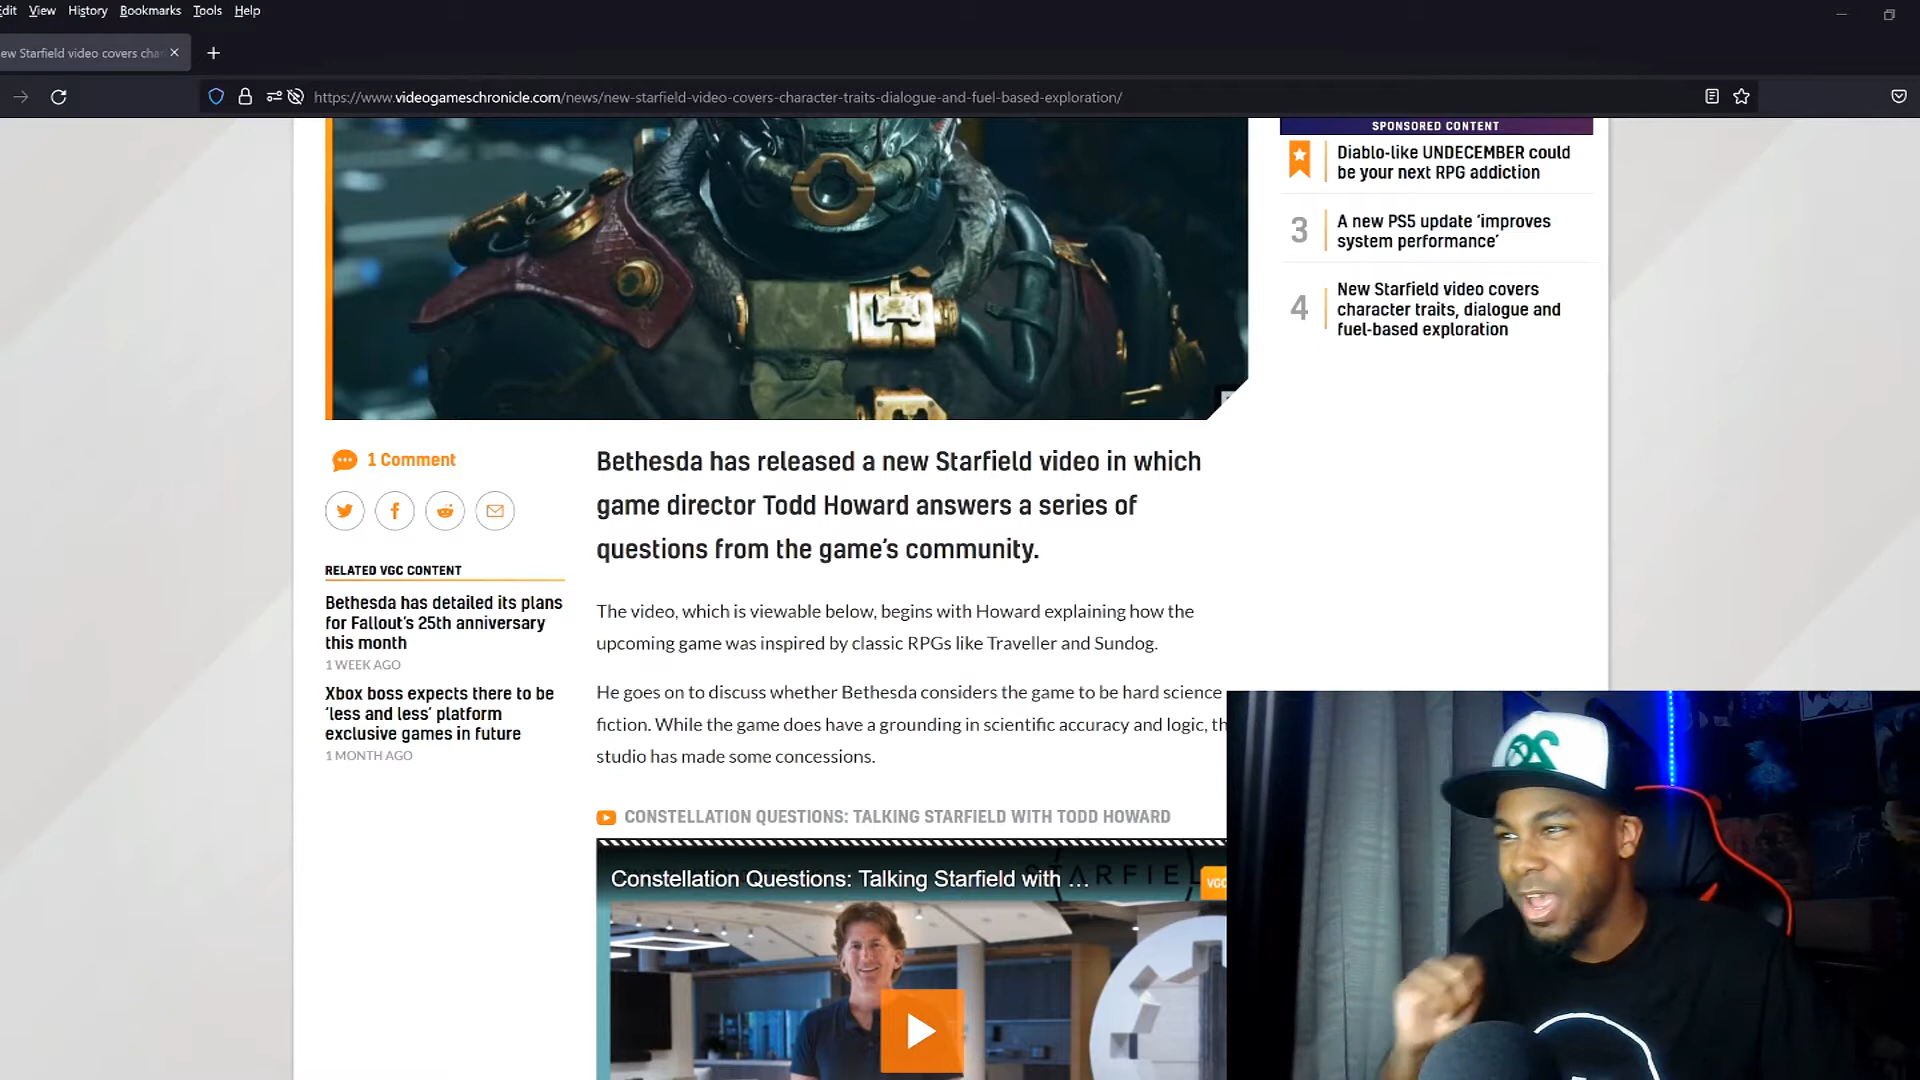 Edit View History Bookmarks Tools Help
ew Starfield video covers cha
https://www.videogameschronicle.com/news/new-starfield-video-covers-character-traits-dialogue-and-fuel-based-exploration/
SPONSORED CONTENT
Diablo-like UNDECEMBER could
be your next RPG addiction
3
A new PS5 update ‘improves
system performance’
4
New Starfield video covers
character traits, dialogue and
fuel-based exploration
1 Comment
RELATED VGC CONTENT
Bethesda has detailed its plans
for Fallout’s 25th anniversary
this month
1 WEEK AGO
Xbox boss expects there to be
‘less and less’ platform
exclusive games in future
1 MONTH AGO
Bethesda has released a new Starfield video in which
game director Todd Howard answers a series of
questions from the game’s community.
The video, which is viewable below, begins with Howard explaining how the
upcoming game was inspired by classic RPGs like Traveller and Sundog.
He goes on to discuss whether Bethesda considers the game to be hard science
fiction. While the game does have a grounding in scientific accuracy and logic, th
studio has made some concessions.
CONSTELLATION QUESTIONS: TALKING STARFIELD WITH TODD HOWARD
Constellation Questions: Talking Starfield with ...
STARFIEL
VGC